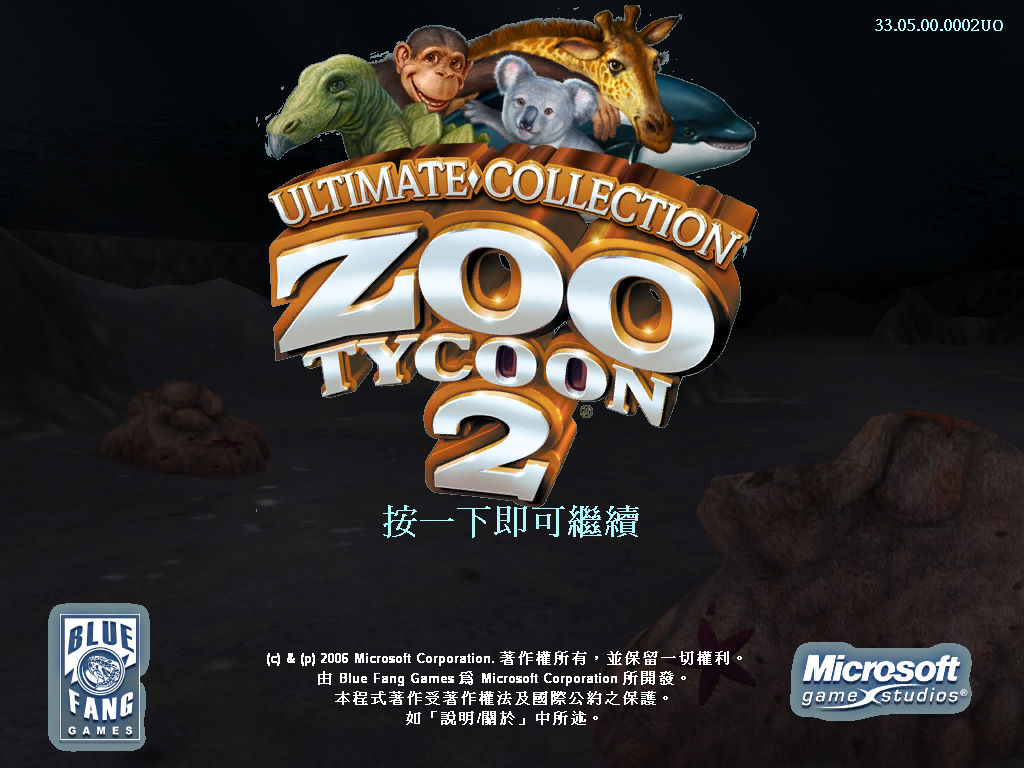 33.05.00.0002UO
ULTIMATE COLLECTION
ZOO
TYCOON
2
®
按一下即可繼續
BLUE
FANG
GAMES
(c) & (p) 2006 Microsoft Corporation. 著作權所有，並保留一切權利。
由 Blue Fang Games 為 Microsoft Corporation 所開發。
本程式著作受著作權法及國際公約之保護。
如「說明/關於」中所述。
Microsoft
game studios®